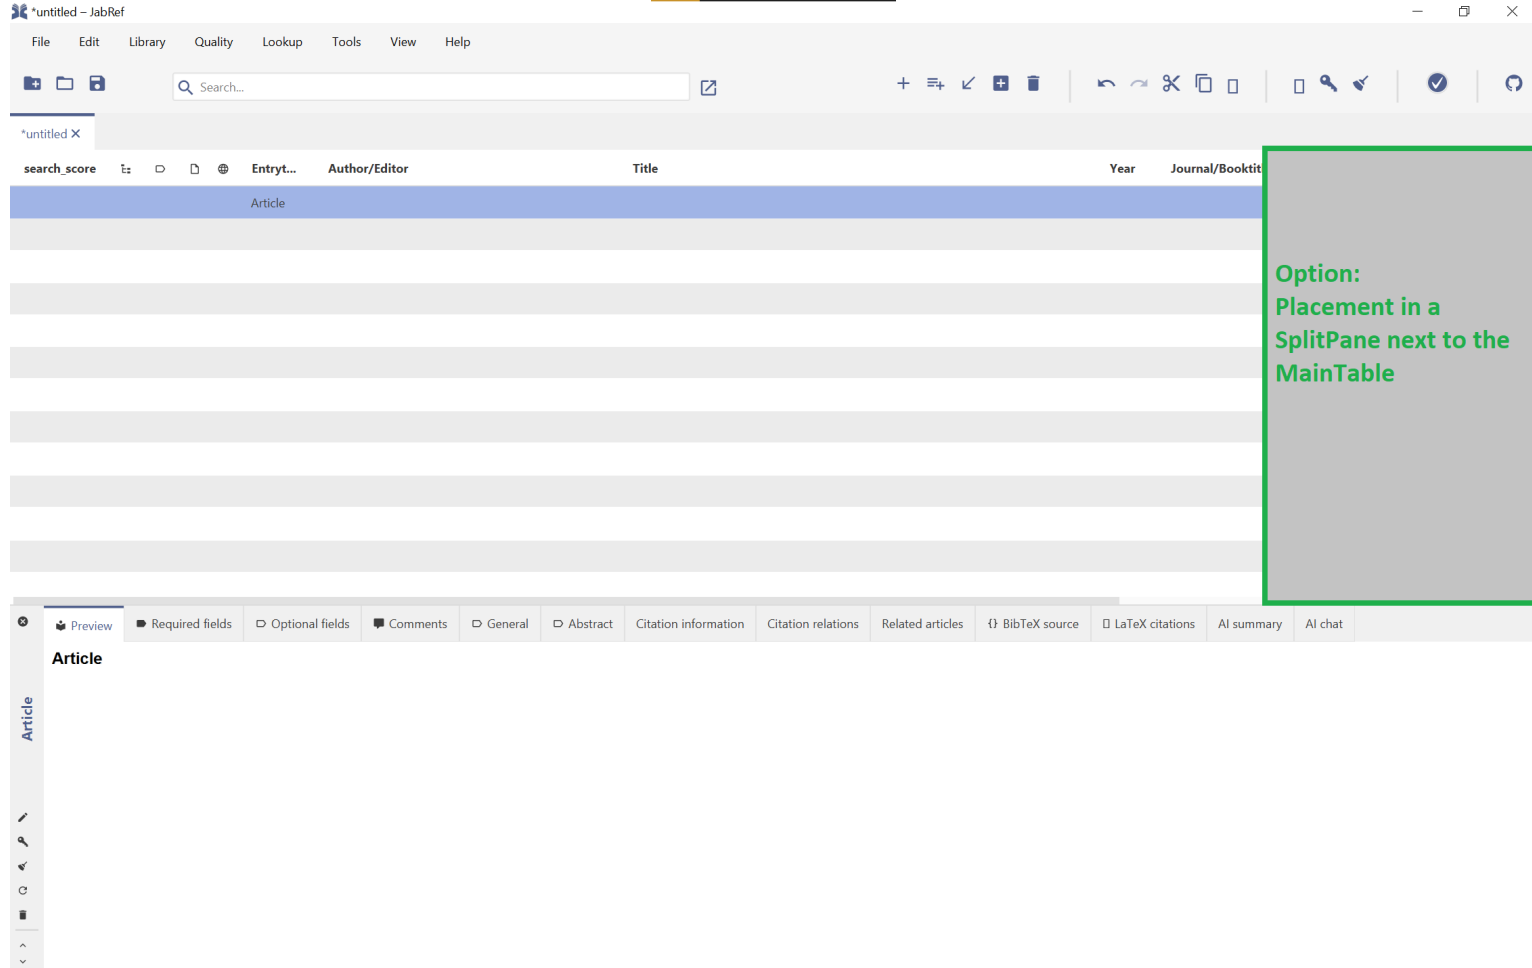 *untitled – JabRef
File Edit Library Quality Lookup Tools View Help
Search...
*untitled
search_score Entryt... Author/Editor Title Year Journal/Booktit
Article
Option:
Placement in a
SplitPane next to the
MainTable
Preview Required fields Optional fields Comments General Abstract Citation information Citation relations Related articles {} BibTeX source LaTeX citations AI summary AI chat
Article
Article